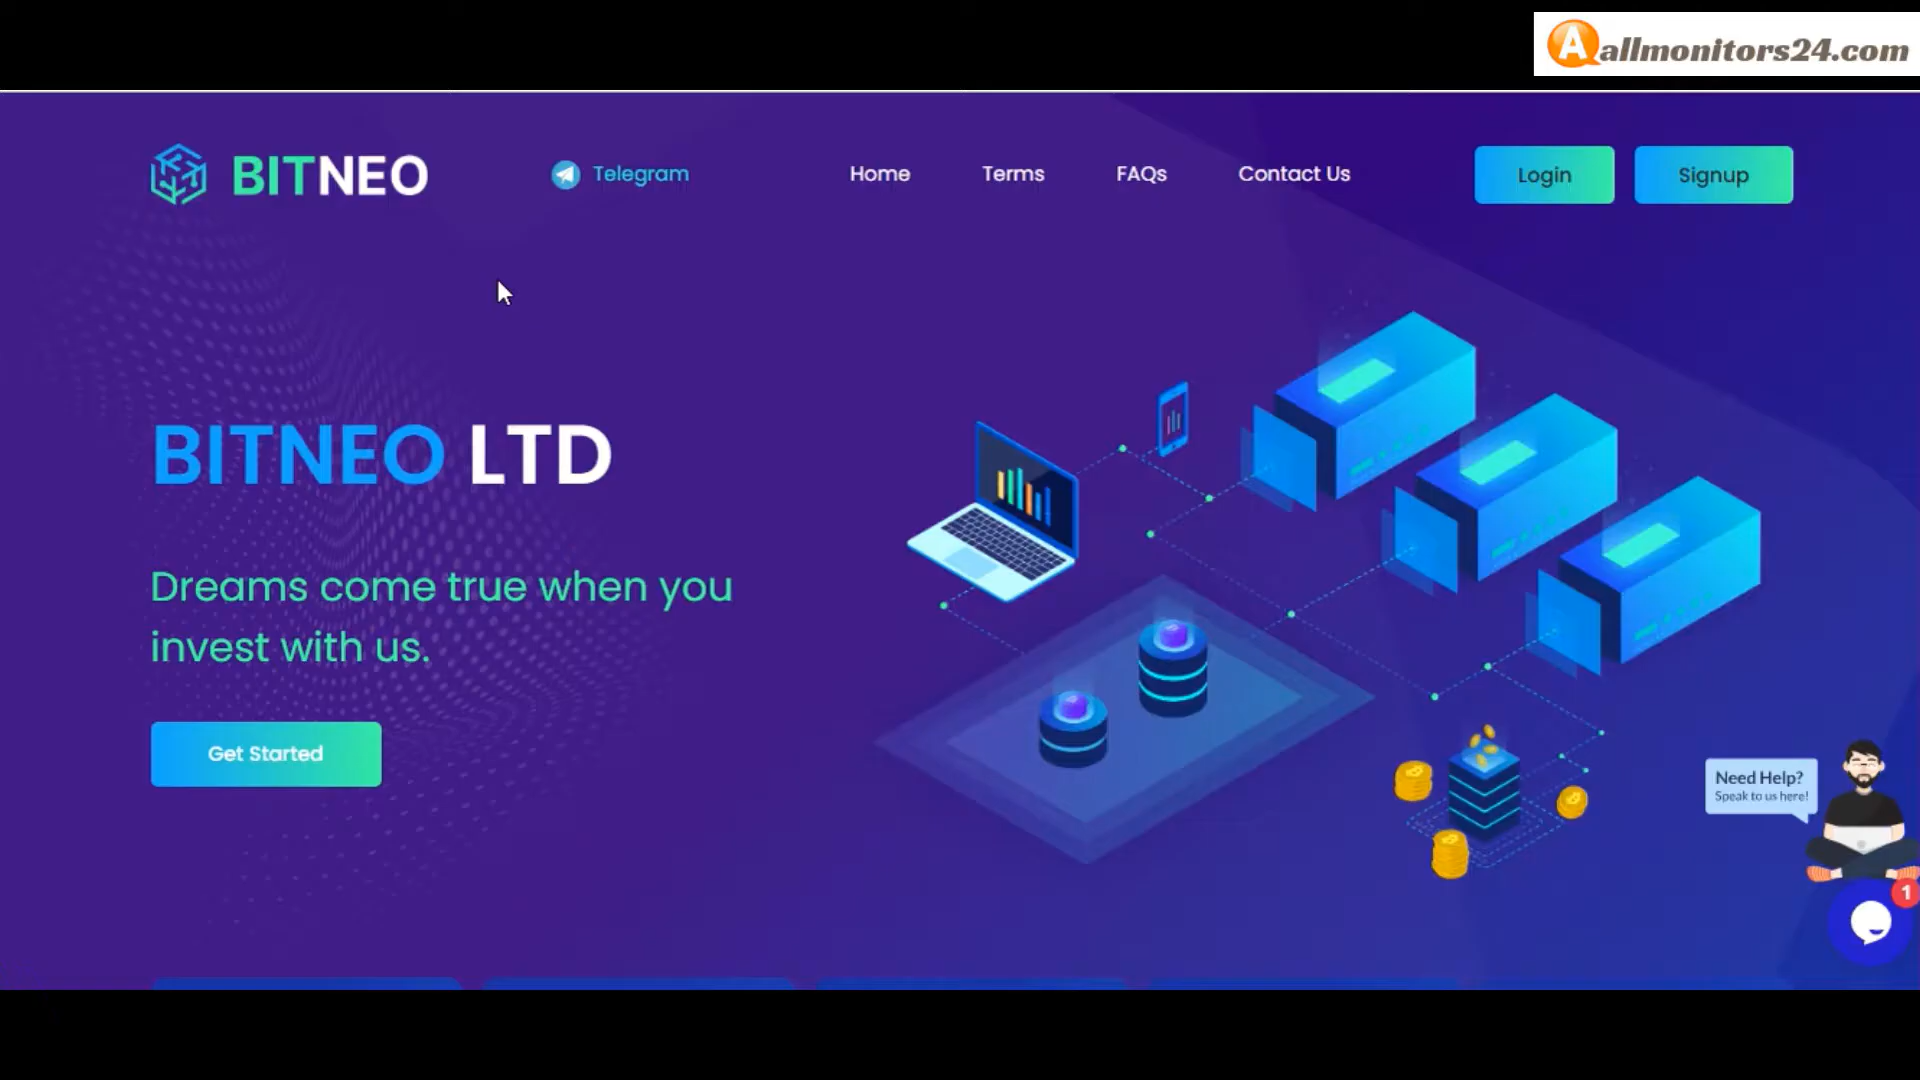 A allmonitors24.com
BITNEO
Telegram
Home
Terms
FAQs
Contact Us
Login
Signup
BITNEO LTD
Dreams come true when you
invest with us.
Get Started
Need Help?
Speak to us here!
1